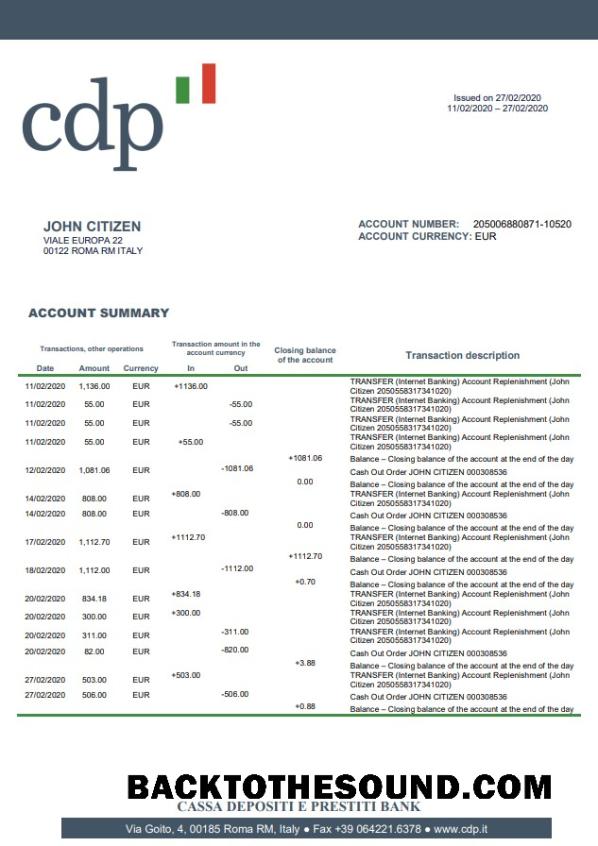 cdp
Issued on 27/02/2020
11/02/2020 – 27/02/2020
JOHN CITIZEN
VIALE EUROPA 22
00122 ROMA RM ITALY
ACCOUNT NUMBER: 205006880871-10520
ACCOUNT CURRENCY: EUR
ACCOUNT SUMMARY
Transactions, other operations
Transaction amount in the
account currency
Closing balance
of the account
Transaction description
Date Amount Currency In Out
11/02/2020 1,136.00 EUR +1136.00 TRANSFER (Internet Banking) Account Replenishment (John
Citizen 2050558317341020)
11/02/2020 55.00 EUR -55.00 TRANSFER (Internet Banking) Account Replenishment (John
Citizen 2050558317341020)
11/02/2020 55.00 EUR -55.00 TRANSFER (Internet Banking) Account Replenishment (John
Citizen 2050558317341020)
11/02/2020 55.00 EUR +55.00 TRANSFER (Internet Banking) Account Replenishment (John
Citizen 2050558317341020)
+1081.06 Balance – Closing balance of the account at the end of the day
12/02/2020 1,081.06 EUR -1081.06 Cash Out Order JOHN CITIZEN 000308536
0.00 Balance – Closing balance of the account at the end of the day
14/02/2020 808.00 EUR +808.00 TRANSFER (Internet Banking) Account Replenishment (John
Citizen 2050558317341020)
14/02/2020 808.00 EUR -808.00 Cash Out Order JOHN CITIZEN 000308536
0.00 Balance – Closing balance of the account at the end of the day
17/02/2020 1,112.70 EUR +1112.70 TRANSFER (Internet Banking) Account Replenishment (John
Citizen 2050558317341020)
+1112.70 Balance – Closing balance of the account at the end of the day
18/02/2020 1,112.00 EUR -1112.00 Cash Out Order JOHN CITIZEN 000308536
+0.70 Balance – Closing balance of the account at the end of the day
20/02/2020 834.18 EUR +834.18 TRANSFER (Internet Banking) Account Replenishment (John
Citizen 2050558317341020)
20/02/2020 300.00 EUR +300.00 TRANSFER (Internet Banking) Account Replenishment (John
Citizen 2050558317341020)
20/02/2020 311.00 EUR -311.00 TRANSFER (Internet Banking) Account Replenishment (John
Citizen 2050558317341020)
20/02/2020 82.00 EUR -820.00 Cash Out Order JOHN CITIZEN 000308536
+3.88 Balance – Closing balance of the account at the end of the day
27/02/2020 503.00 EUR +503.00 TRANSFER (Internet Banking) Account Replenishment (John
Citizen 2050558317341020)
27/02/2020 506.00 EUR -506.00 Cash Out Order JOHN CITIZEN 000308536
+0.88 Balance – Closing balance of the account at the end of the day
BACKTOTHESOUND.COM
CASSA DEPOSITI E PRESTITI BANK
Via Goito, 4, 00185 Roma RM, Italy ● Fax +39 064221.6378 ● www.cdp.it